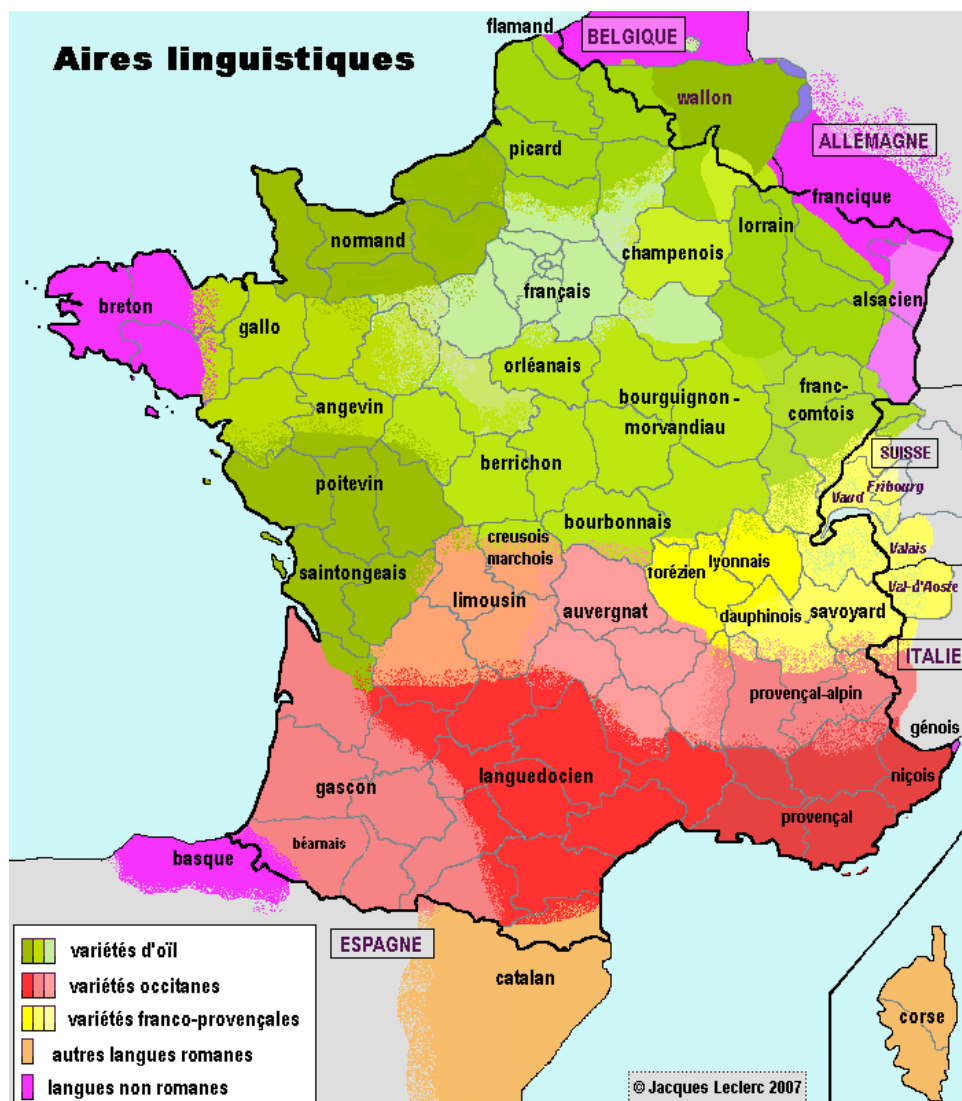 flamand
BELGIQUE
Aires linguistiques
wallon
picard
ALLEMAGNE
francique
normand
champenois
lorrain
breton
gallo
français
alsacien
orléanais
angevin
bourguignon -
morvandiau
franc-
comtois
berrichon
SUISSE
poitevin
Vaud
Fribourg
bourbonnais
creusois
marchois
lyonnais
Valais
saintongeais
forézien
limousin
auvergnat
dauphinois
savoyard
Val-d'Aoste
ITALIE
provençal-alpin
génois
gascon
languedocien
niçois
provençal
béarnais
basque
ESPAGNE
catalan
corse
variétés d'oïl
variétés occitanes
variétés franco-provençales
autres langues romanes
langues non romanes
© Jacques Leclerc 2007